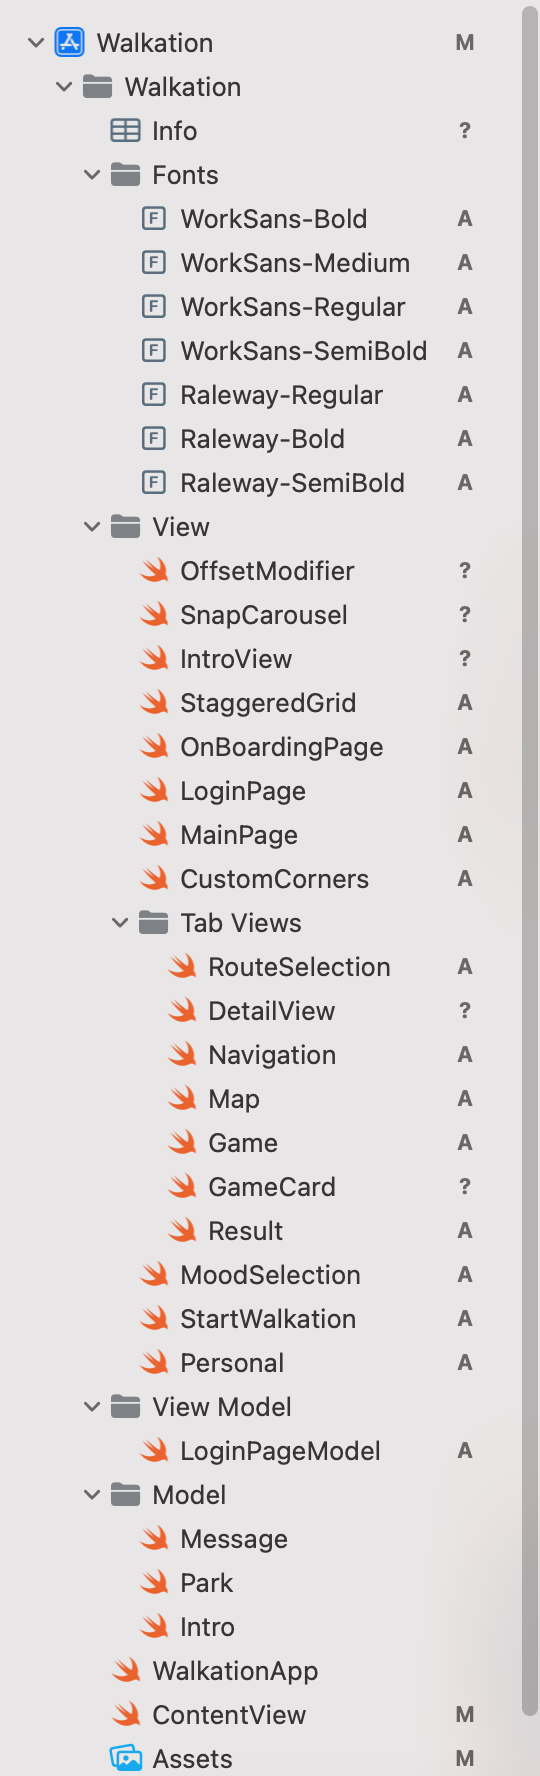 Walkation M
Walkation
Info ?
Fonts
F WorkSans-Bold A
F WorkSans-Medium A
F WorkSans-Regular A
F WorkSans-SemiBold A
F Raleway-Regular A
F Raleway-Bold A
F Raleway-SemiBold A
View
OffsetModifier ?
SnapCarousel ?
IntroView ?
StaggeredGrid A
OnBoardingPage A
LoginPage A
MainPage A
CustomCorners A
Tab Views
RouteSelection A
DetailView ?
Navigation A
Map A
Game A
GameCard ?
Result A
MoodSelection A
StartWalkation A
Personal A
View Model
LoginPageModel A
Model
Message
Park
Intro
WalkationApp
ContentView M
Assets M